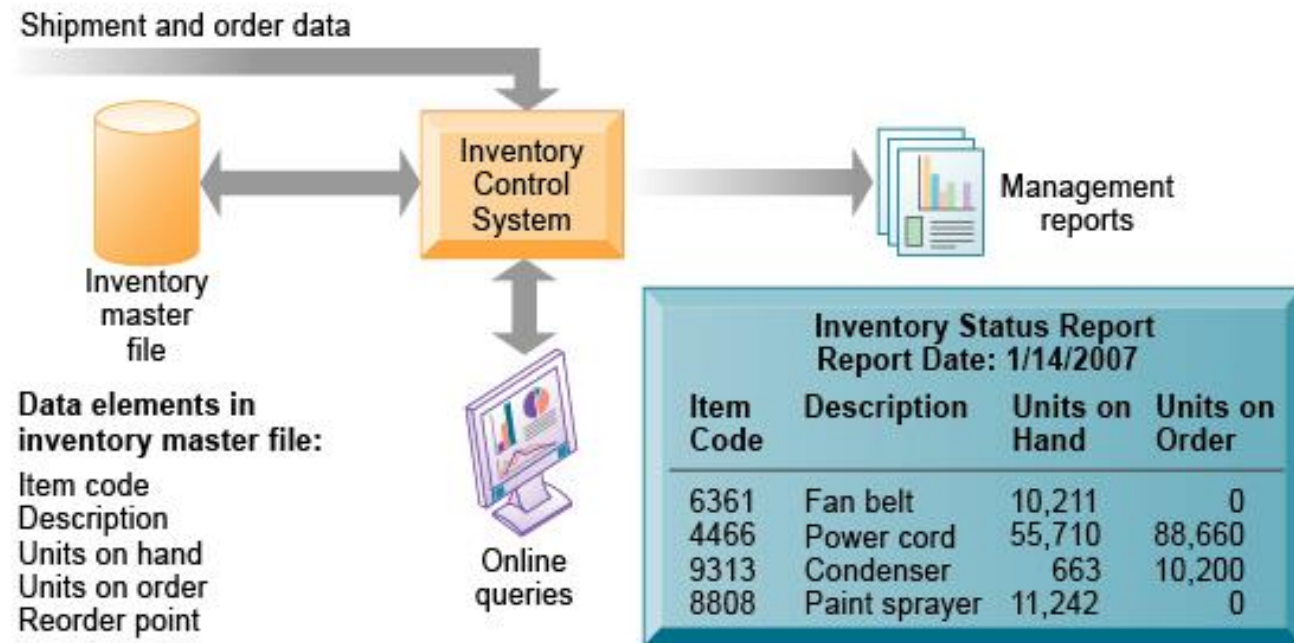 Shipment and order data
Inventory
Control
System
Management
reports
Inventory
master
file
Data elements in
inventory master file:
Item code
Description
Units on hand
Units on order
Reorder point
Online
queries
Inventory Status Report
Report Date: 1/14/2007
Item Code Description Units on Hand Units on Order
6361 Fan belt 10,211 0
4466 Power cord 55,710 88,660
9313 Condenser 663 10,200
8808 Paint sprayer 11,242 0